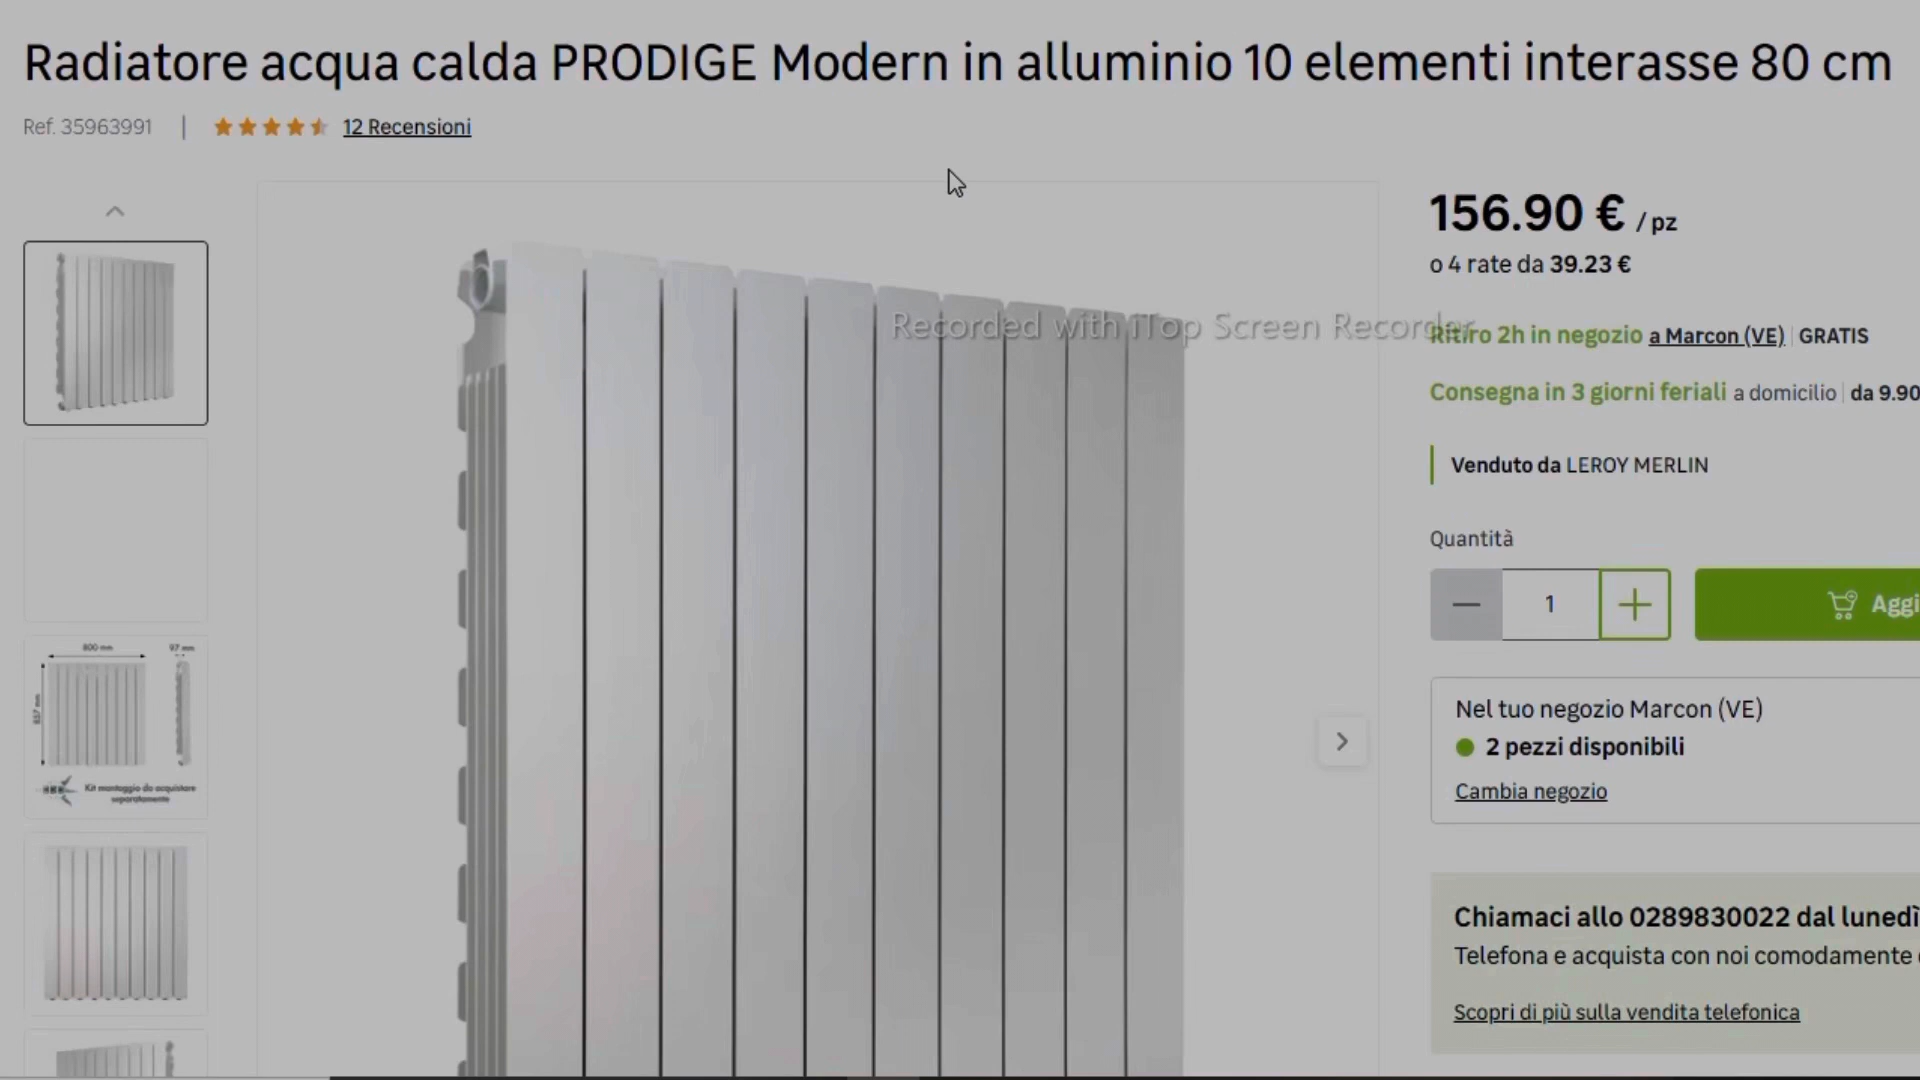 Radiatore acqua calda PRODIGE Modern in alluminio 10 elementi interasse 80 cm
Ref. 35963991
12 Recensioni
156.90 € / pz
o 4 rate da 39.23 €
Recorded with iTop Screen Recorder
Ritiro 2h in negozio a Marcon (VE) GRATIS
Consegna in 3 giorni feriali a domicilio da 9.90
Venduto da LEROY MERLIN
Quantità
1
Aggi
Nel tuo negozio Marcon (VE)
2 pezzi disponibili
Cambia negozio
Chiamaci allo 0289830022 dal lunedì
Telefona e acquista con noi comodamente
Scopri di più sulla vendita telefonica
800 mm
97 mm
857 mm
Kit montaggio da acquistare
separatamente